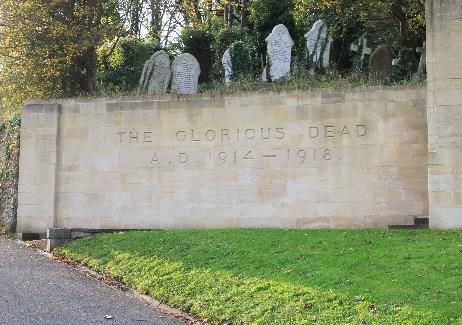 THE GLORIOUS DEAD
A.D. 1914 — 1918.